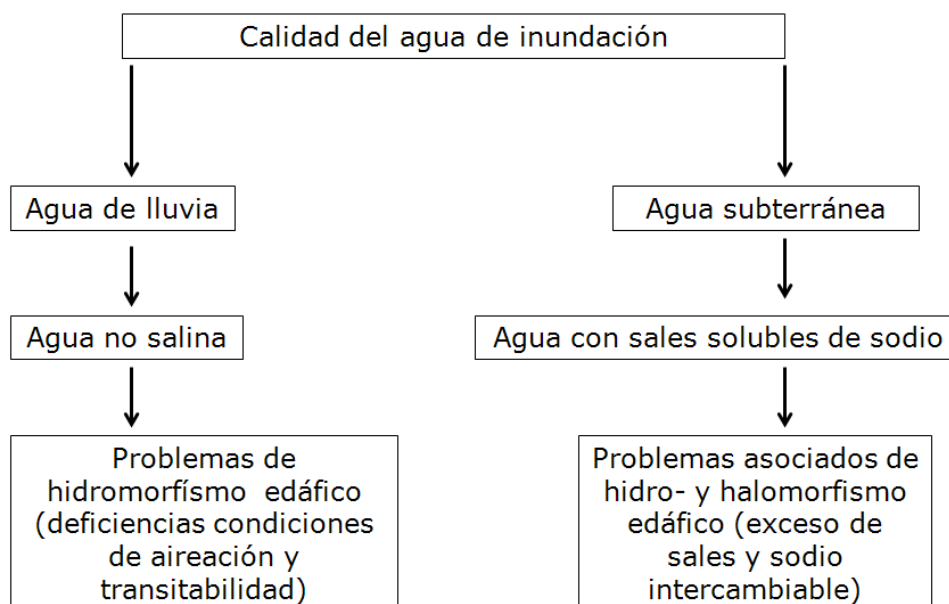 Calidad del agua de inundación
Agua de lluvia
Agua subterránea
Agua no salina
Agua con sales solubles de sodio
Problemas de
hidromorfísmo edáfico
(deficiencias condiciones
de aireación y
transitabilidad)
Problemas asociados de
hidro- y halomorfismo
edáfico (exceso de
sales y sodio
intercambiable)